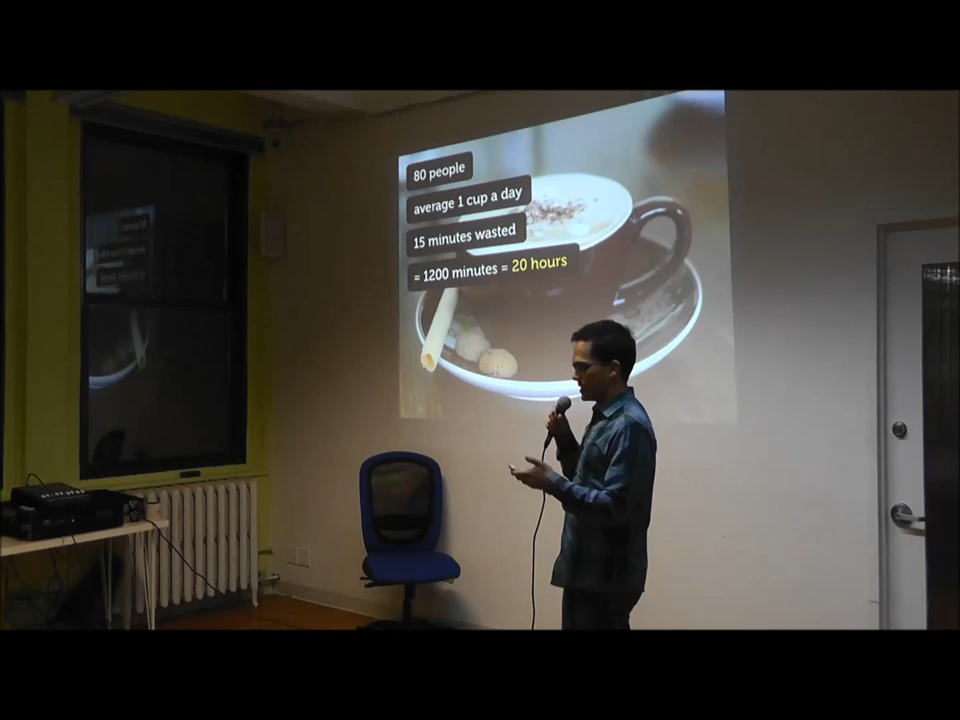 80 people
average 1 cup a day
15 minutes wasted
= 1200 minutes = 20 hours